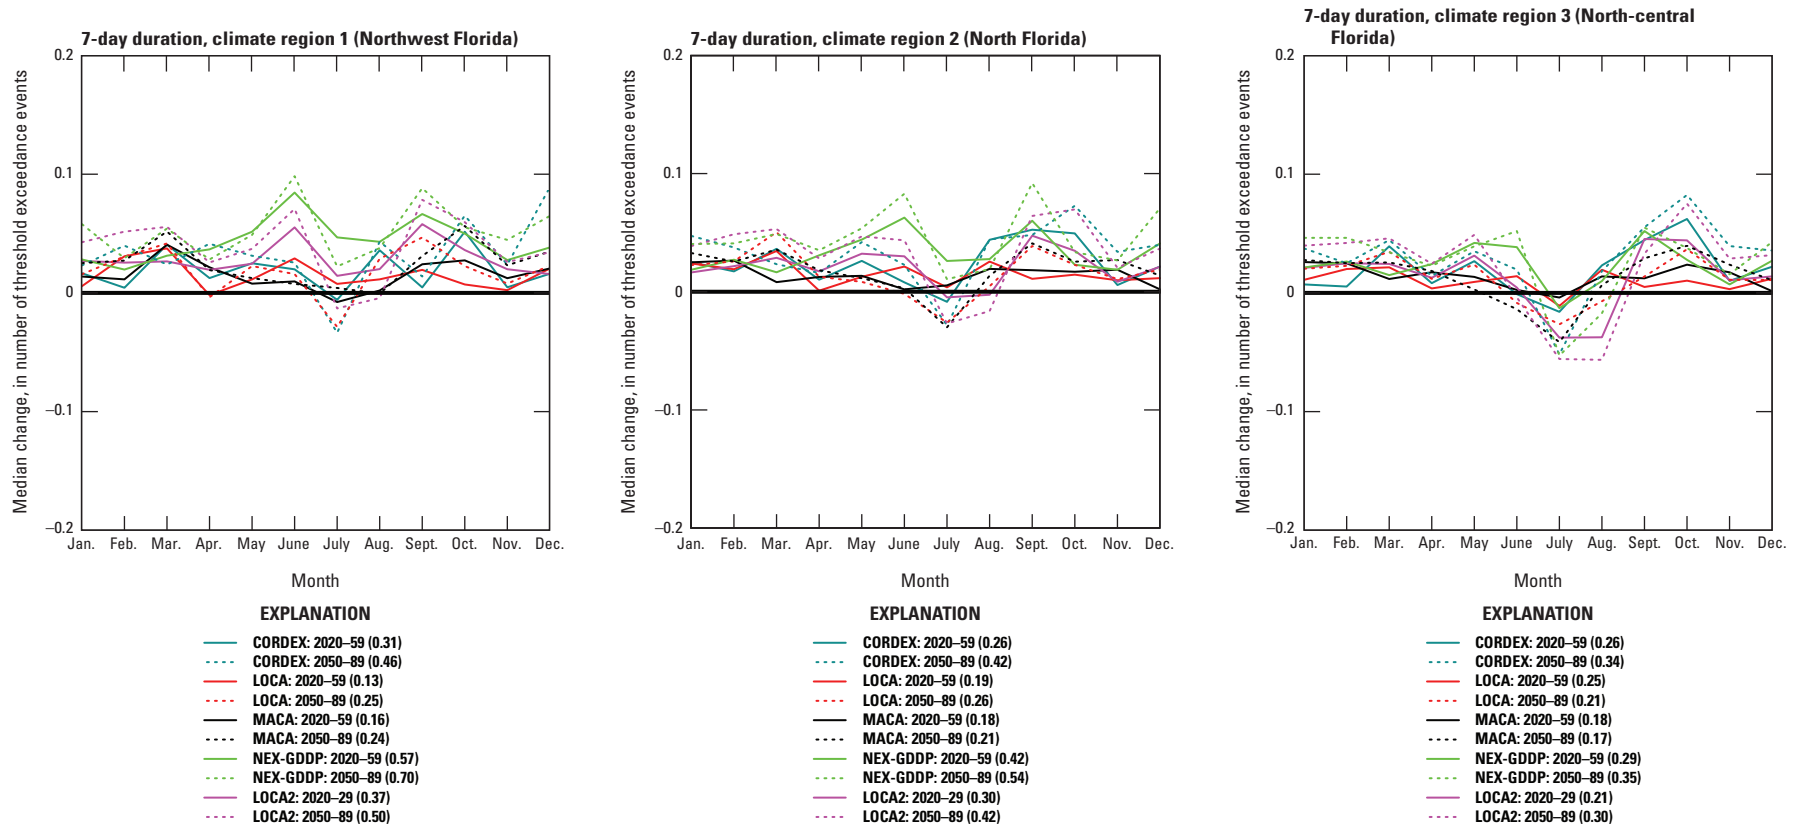 7-day duration, climate region 1 (Northwest Florida)
Median change, in number of threshold exceedance events
0.2
0.1
0
–0.1
–0.2
Jan. Feb. Mar. Apr. May June July Aug. Sept. Oct. Nov. Dec.
Month
EXPLANATION
CORDEX: 2020–59 (0.31)
CORDEX: 2050–89 (0.46)
LOCA: 2020–59 (0.13)
LOCA: 2050–89 (0.25)
MACA: 2020–59 (0.16)
MACA: 2050–89 (0.24)
NEX-GDDP: 2020–59 (0.57)
NEX-GDDP: 2050–89 (0.70)
LOCA2: 2020–29 (0.37)
LOCA2: 2050–89 (0.50)
7-day duration, climate region 2 (North Florida)
Median change, in number of threshold exceedance events
0.2
0.1
0
–0.1
–0.2
Jan. Feb. Mar. Apr. May June July Aug. Sept. Oct. Nov. Dec.
Month
EXPLANATION
CORDEX: 2020–59 (0.26)
CORDEX: 2050–89 (0.42)
LOCA: 2020–59 (0.19)
LOCA: 2050–89 (0.26)
MACA: 2020–59 (0.18)
MACA: 2050–89 (0.21)
NEX-GDDP: 2020–59 (0.42)
NEX-GDDP: 2050–89 (0.54)
LOCA2: 2020–29 (0.30)
LOCA2: 2050–89 (0.42)
7-day duration, climate region 3 (North-central
Florida)
Median change, in number of threshold exceedance events
0.2
0.1
0
–0.1
–0.2
Jan. Feb. Mar. Apr. May June July Aug. Sept. Oct. Nov. Dec.
Month
EXPLANATION
CORDEX: 2020–59 (0.26)
CORDEX: 2050–89 (0.34)
LOCA: 2020–59 (0.25)
LOCA: 2050–89 (0.21)
MACA: 2020–59 (0.18)
MACA: 2050–89 (0.17)
NEX-GDDP: 2020–59 (0.29)
NEX-GDDP: 2050–89 (0.35)
LOCA2: 2020–29 (0.21)
LOCA2: 2050–89 (0.30)